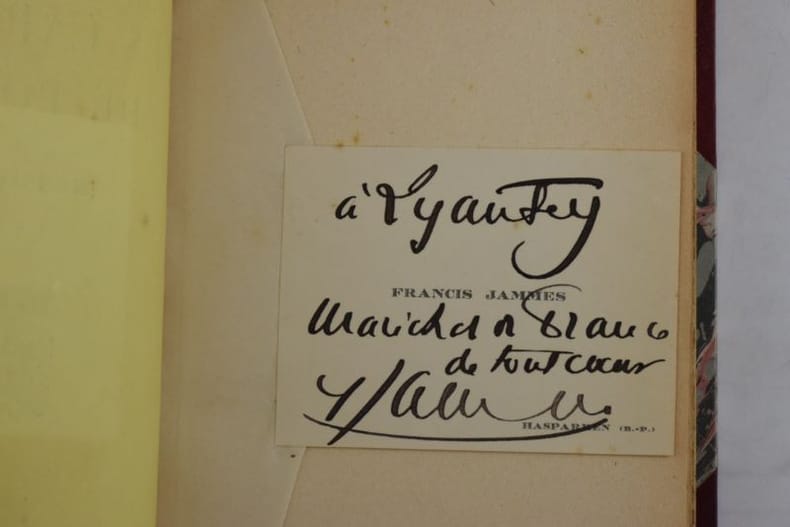 à Lyautey
FRANCIS JAMMES
Maréchal de France
de tout cœur
F Jammes
HASPARREN (B.-P.)